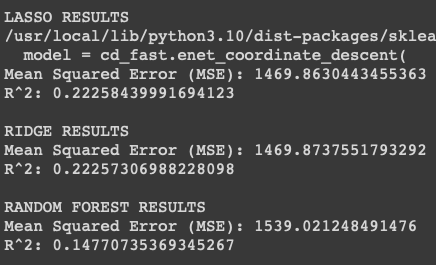 LASSO RESULTS
/usr/local/lib/python3.10/dist-packages/sklea
model = cd_fast.enet_coordinate_descent(
Mean Squared Error (MSE): 1469.8630443455363
R^2: 0.22258439991694123
RIDGE RESULTS
Mean Squared Error (MSE): 1469.8737551793292
R^2: 0.22257306988228098
RANDOM FOREST RESULTS
Mean Squared Error (MSE): 1539.021248491476
R^2: 0.14770735369345267